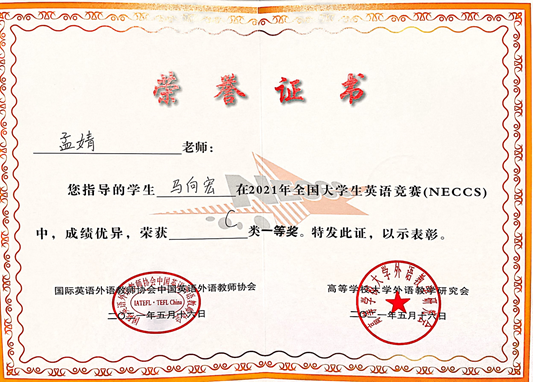 荣誉证书
孟婧老师:
您指导的学生 马向宏 在2021年全国大学生英语竞赛(NECCS)
中，成绩优异，荣获 C 类一等奖。特发此证，以示表彰。
国际英语外语教师协会中国英语外语教师协会 高等学校大学外语教学研究会
IATEFL·TEFL China
二〇二一年五月十六日 二〇二一年五月十六日